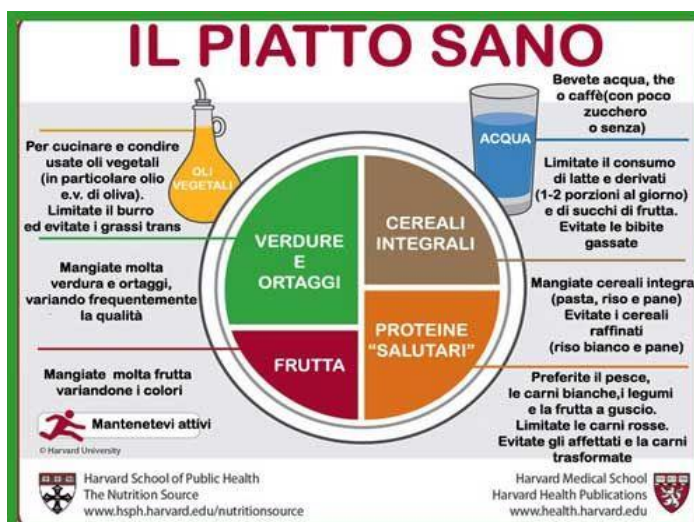 IL PIATTO SANO
Per cucinare e condire
usate oli vegetali
(in particolare olio
e.v. di oliva).
Limitate il burro
ed evitate i grassi trans
OLI
VEGETALI
Mangiate molta
verdura e ortaggi,
variando frequentemente
la qualità
Mangiate molta frutta
variandone i colori
Mantenetevi attivi
© Harvard University
VERDURE
E
ORTAGGI
FRUTTA
CEREALI
INTEGRALI
PROTEINE
“SALUTARI”
ACQUA
Bevete acqua, the
o caffè(con poco
zucchero
o senza)
Limitate il consumo
di latte e derivati
(1-2 porzioni al giorno)
e di succhi di frutta.
Evitate le bibite
gassate
Mangiate cereali integra
(pasta, riso e pane)
Evitate i cereali
raffinati
(riso bianco e pane)
Preferite il pesce,
le carni bianche,i legumi
e la frutta a guscio.
Limitate le carni rosse.
Evitate gli affettati e la carni
trasformate
Harvard School of Public Health
The Nutrition Source
www.hsph.harvard.edu/nutritionsource
Harvard Medical School
Harvard Health Publications
www.health.harvard.edu